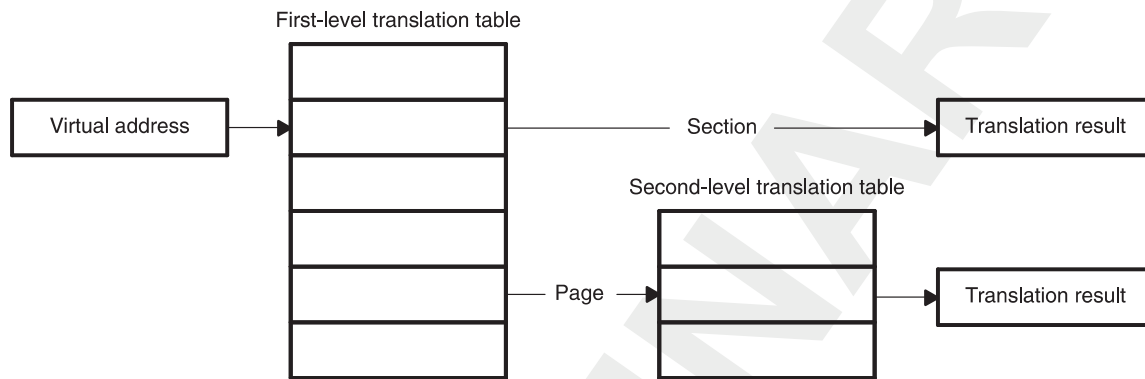 First-level translation table
Virtual address
Section
Translation result
Second-level translation table
Page
Translation result